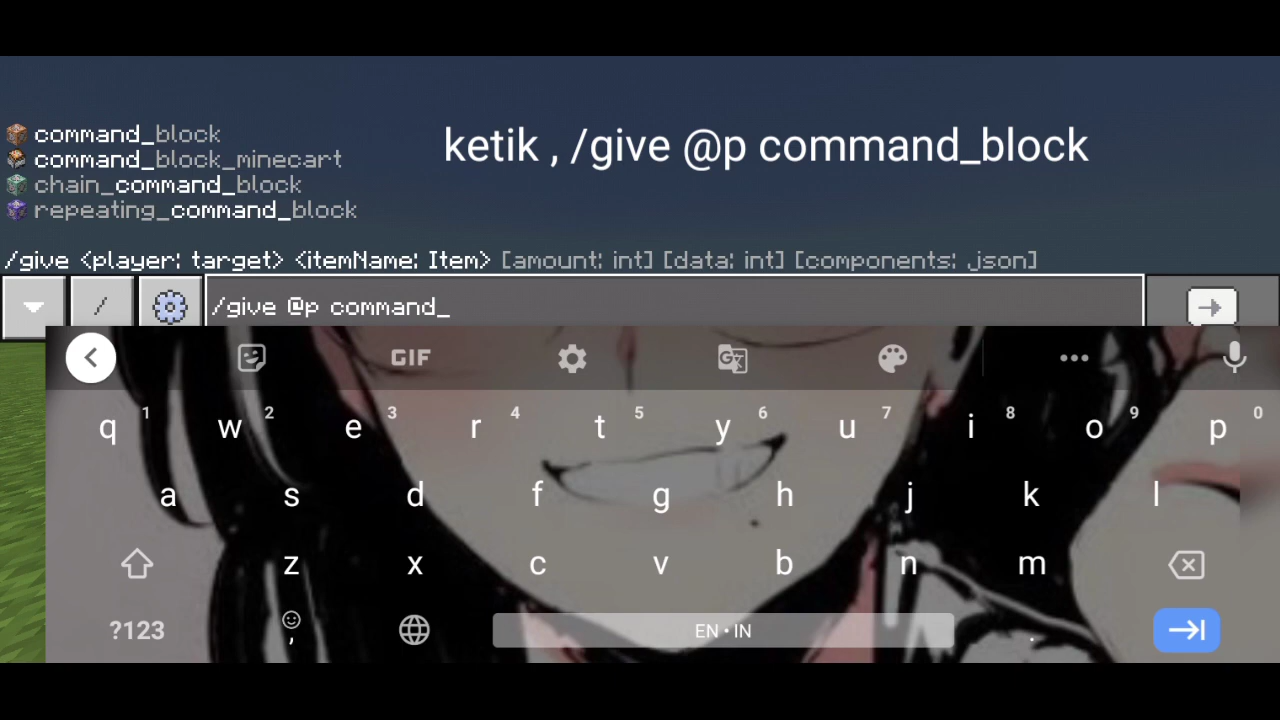 command_block
command_block_minecart
chain_command_block
repeating_command_block
ketik , /give @p command_block
/give <player: target> <itemName: Item> [amount: int] [data: int] [components: .json]
/ /give @p command_
GIF
q 1 w 2 e 3 r 4 t 5 y 6 u 7 i 8 o 9 p 0
a s d f g h j k l
z x c v b n m
?123 , EN • IN .